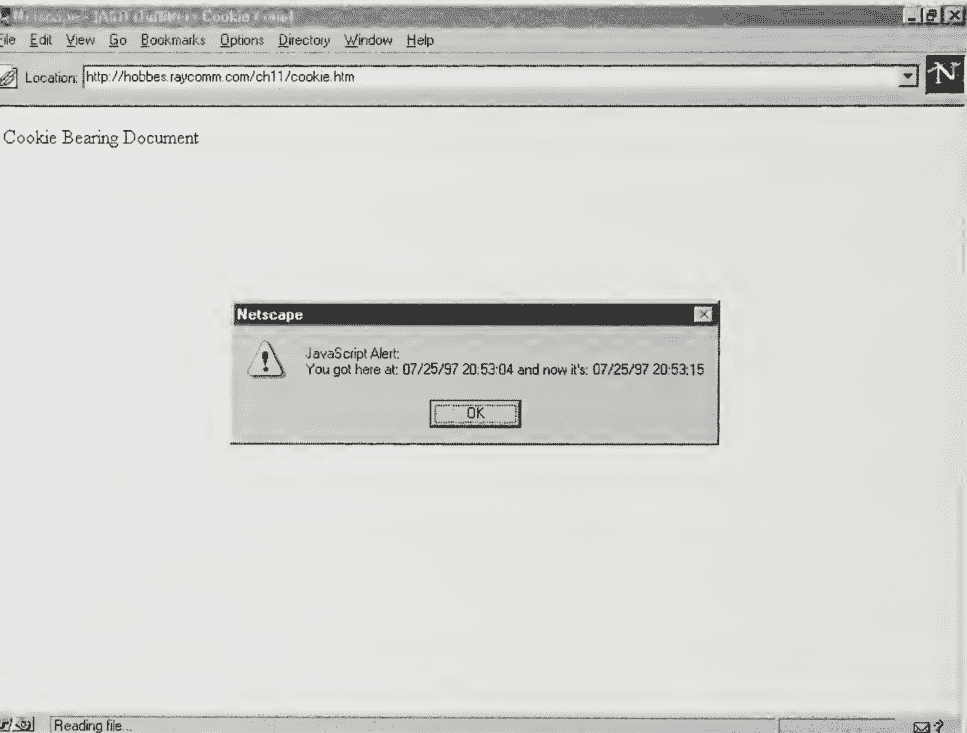 Netscape - Cookie
File Edit View Go Bookmarks Options Directory Window Help
Location: http://hobbes.raycomm.com/ch11/cookie.htm
N
Cookie Bearing Document
Netscape
JavaScript Alert:
You got here at: 07/25/97 20:53:04 and now it's: 07/25/97 20:53:15
OK
Reading file...